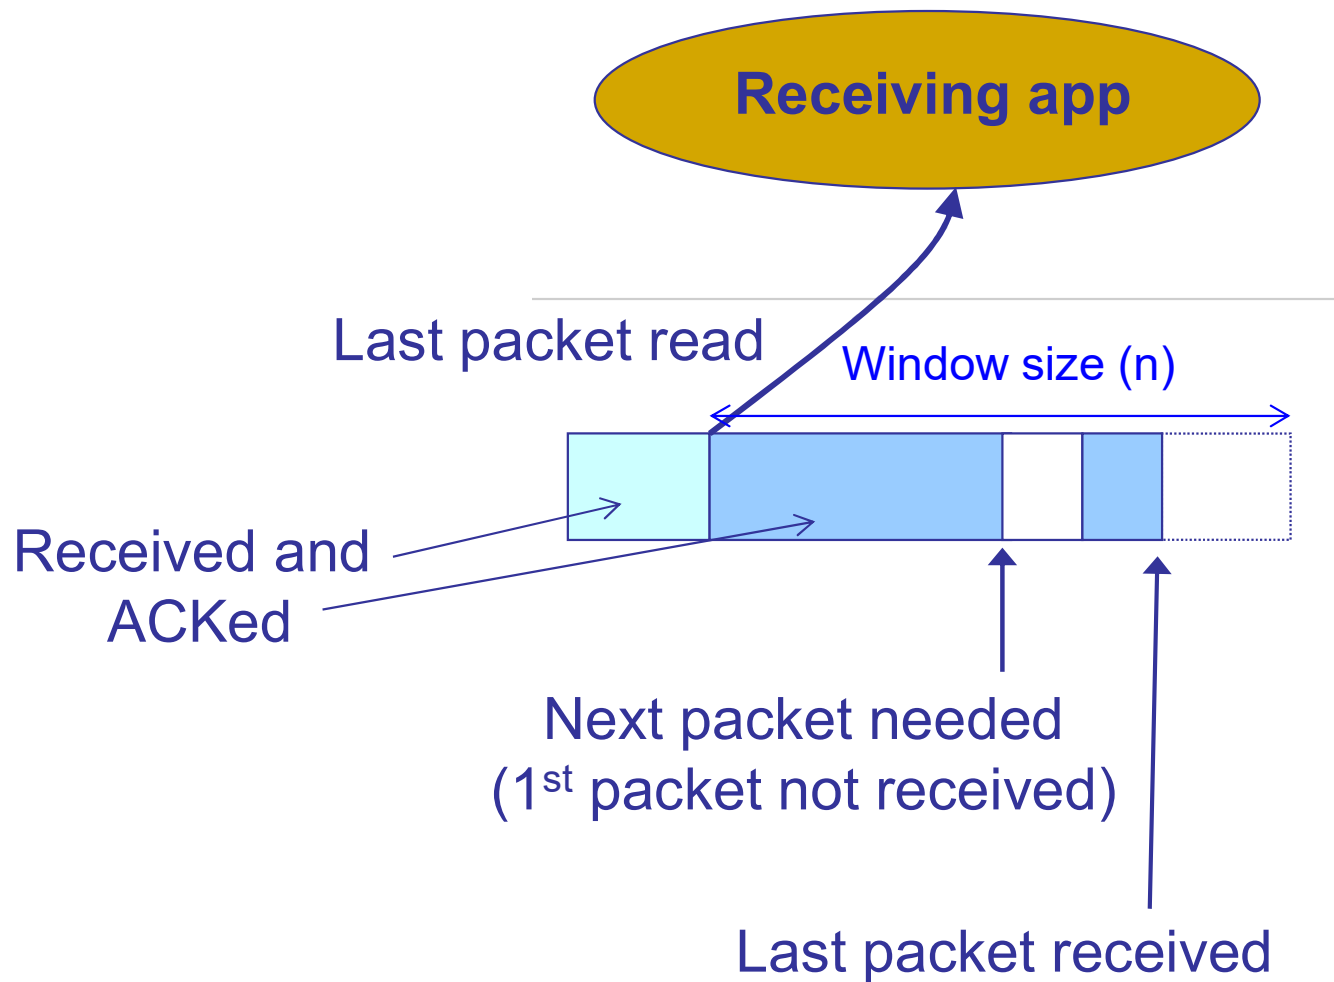 Receiving app
Last packet read
Window size (n)
Received and
ACKed
Next packet needed
(1st packet not received)
Last packet received